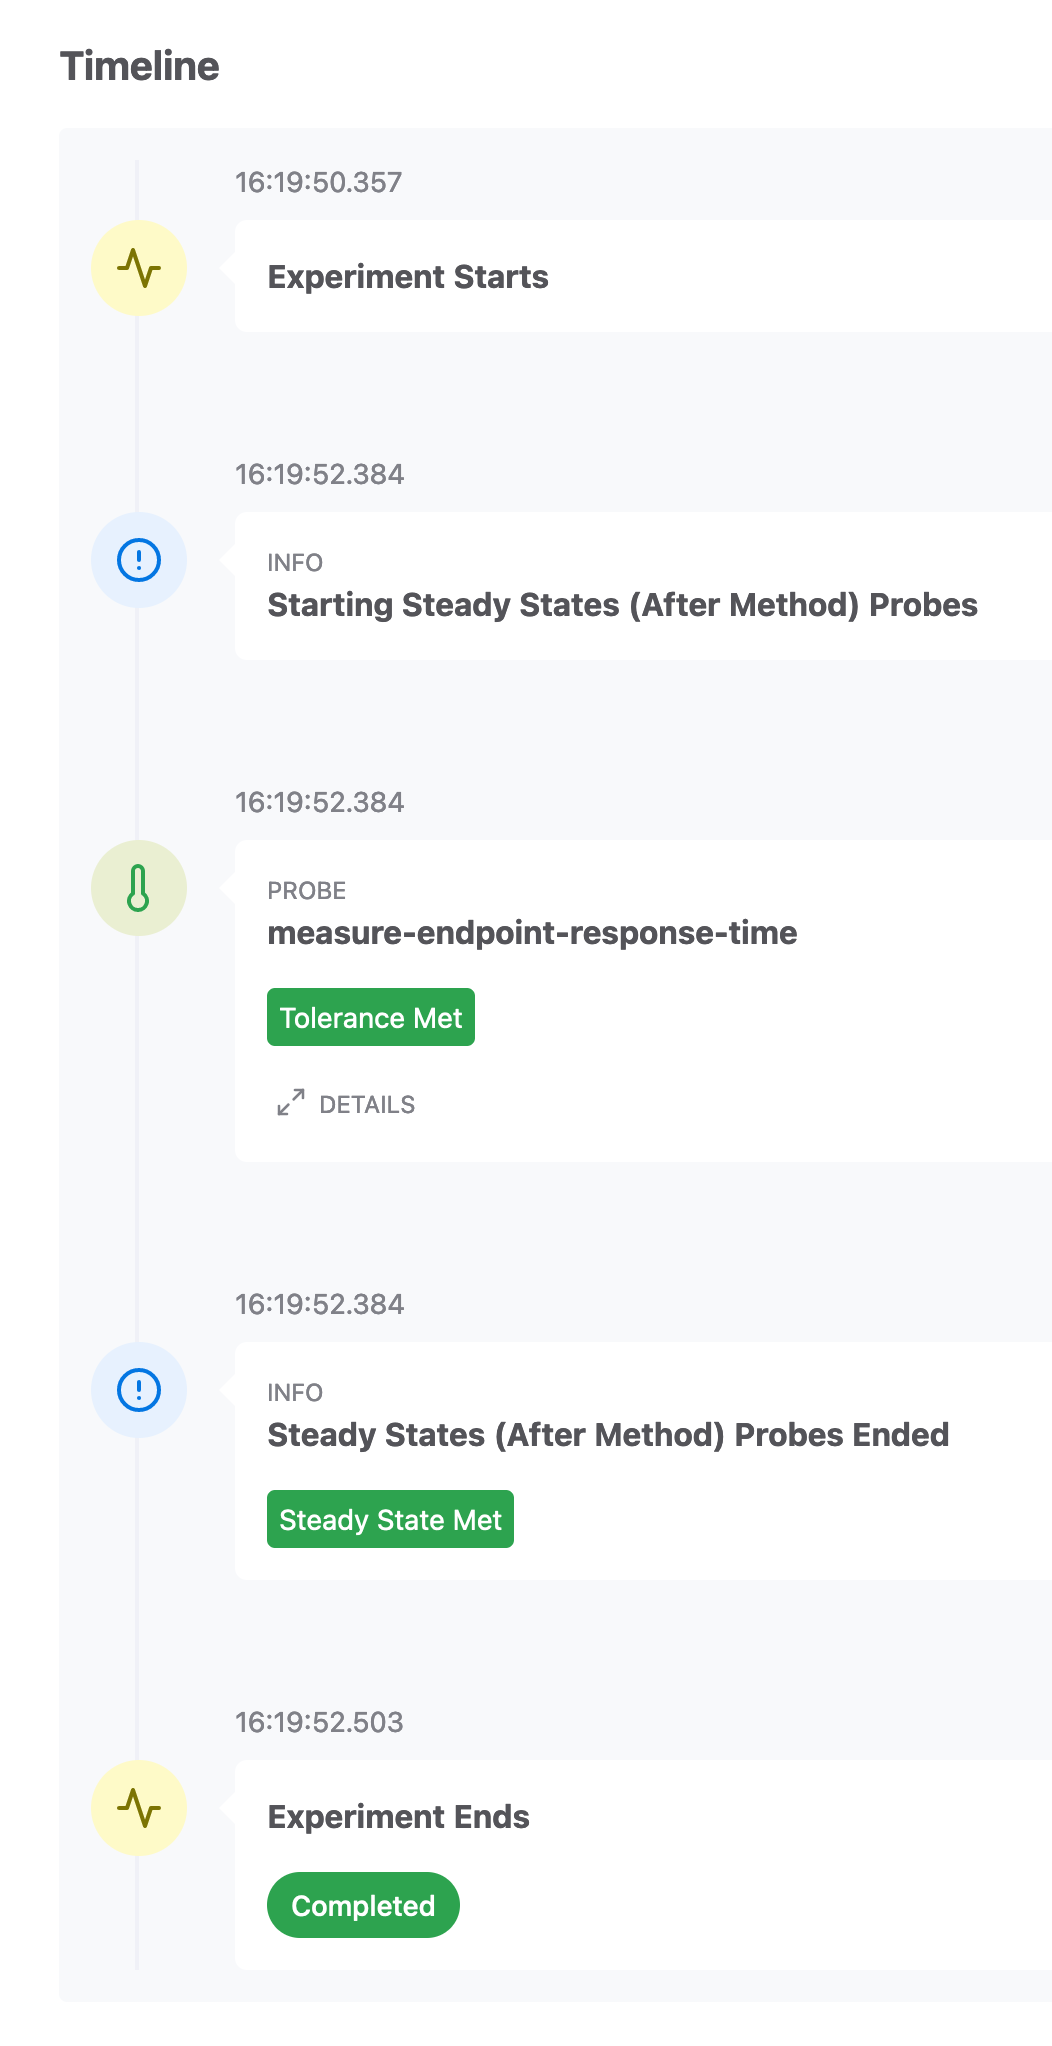 Timeline
16:19:50.357
Experiment Starts
16:19:52.384
INFO
Starting Steady States (After Method) Probes
16:19:52.384
PROBE
measure-endpoint-response-time
Tolerance Met
DETAILS
16:19:52.384
INFO
Steady States (After Method) Probes Ended
Steady State Met
16:19:52.503
Experiment Ends
Completed